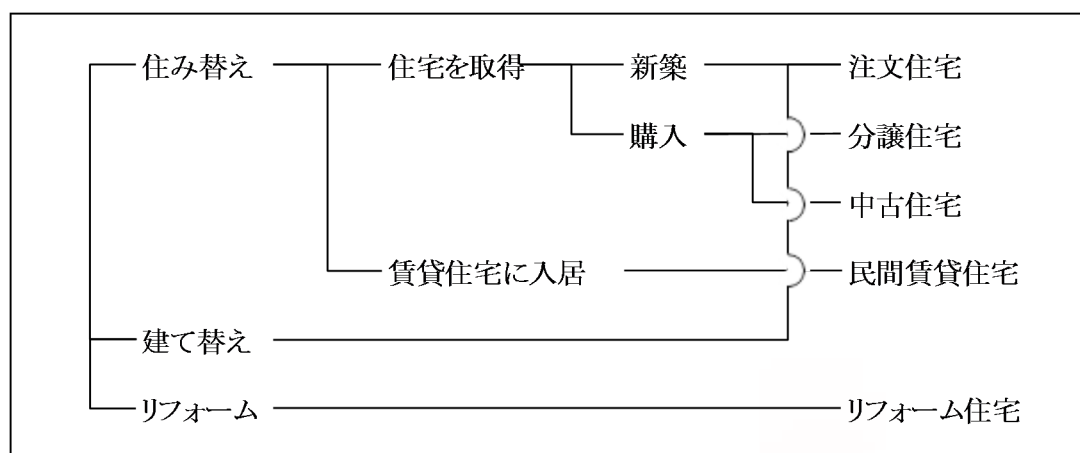 住み替え 住宅を取得 新築 注文住宅
購入 分譲住宅
中古住宅
賃貸住宅に入居 民間賃貸住宅
建て替え
リフォーム リフォーム住宅